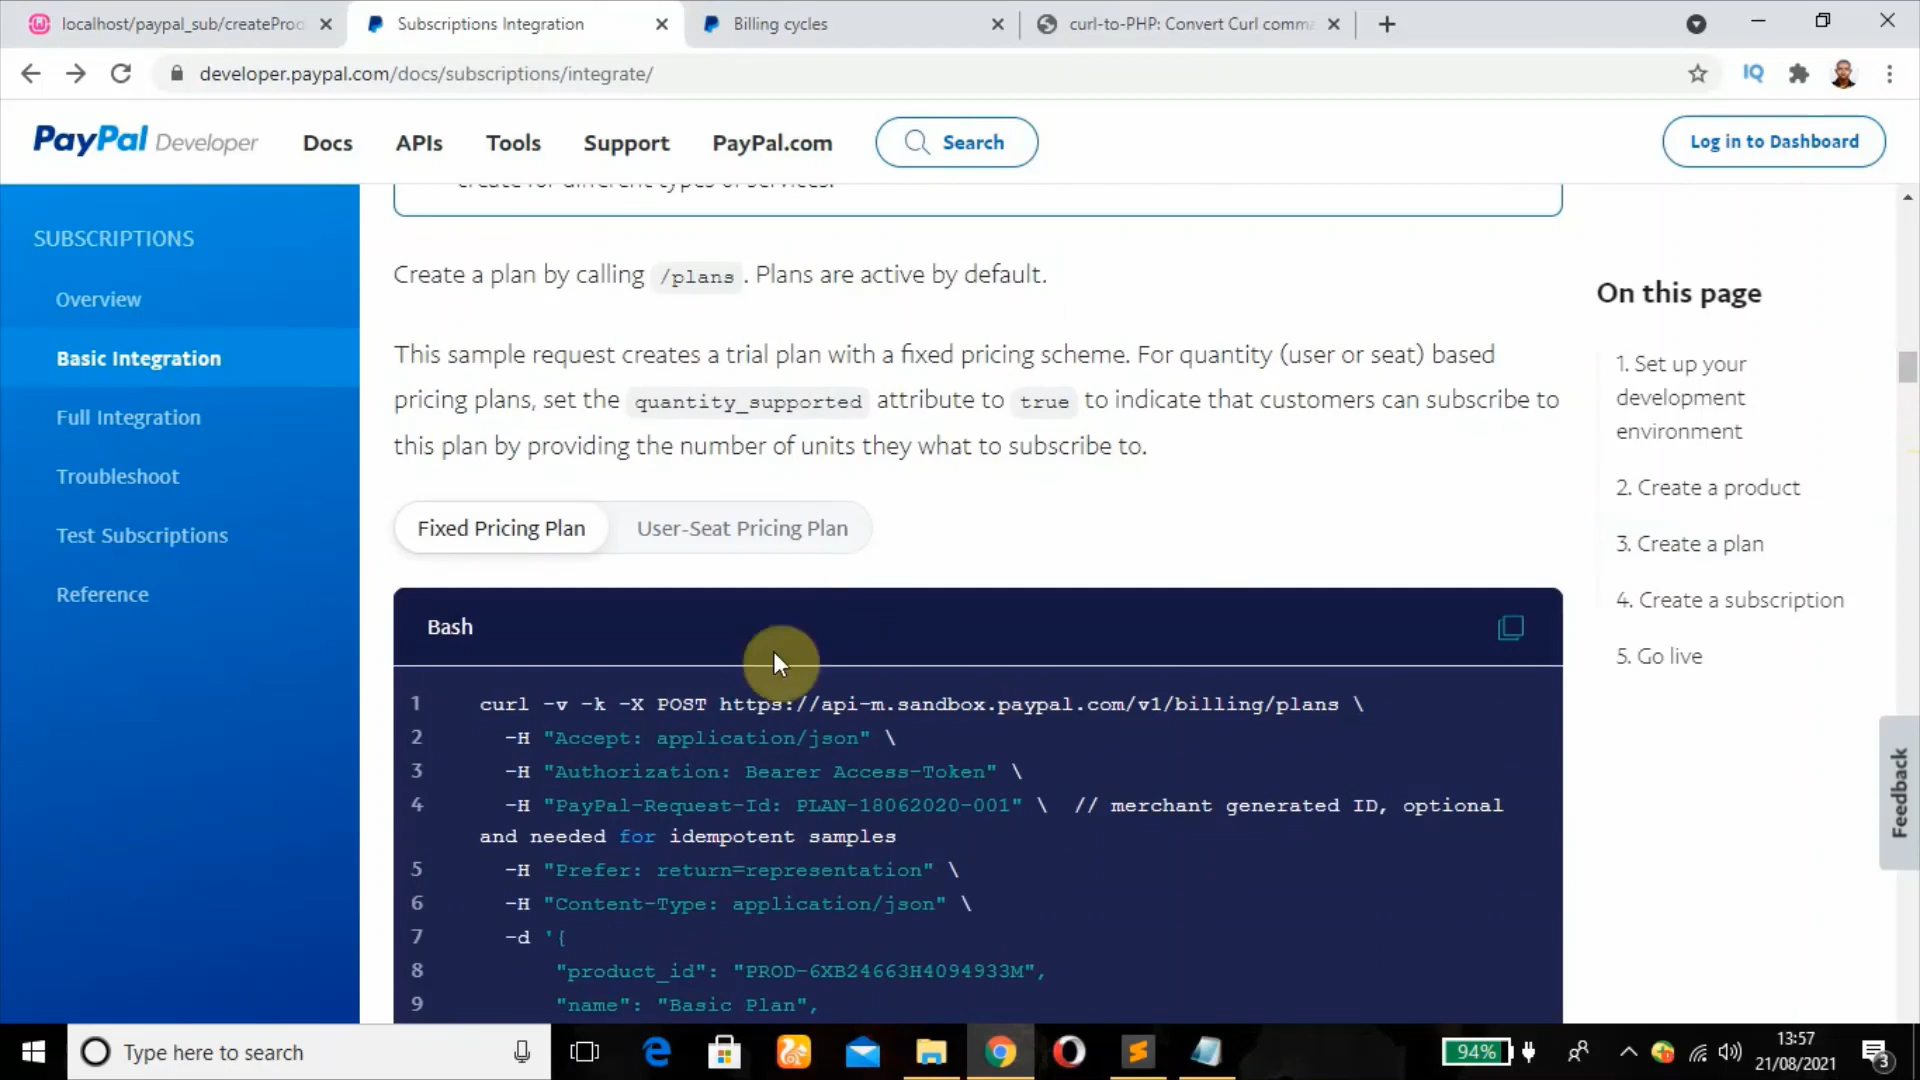 localhost/paypal_sub/createProd
Subscriptions Integration
Billing cycles
curl-to-PHP: Convert Curl comma
developer.paypal.com/docs/subscriptions/integrate/
IQ
PayPal Developer
Docs
APIs
Tools
Support
PayPal.com
Search
Log in to Dashboard
SUBSCRIPTIONS
Overview
Basic Integration
Full Integration
Troubleshoot
Test Subscriptions
Reference
create for different types of services.
Create a plan by calling /plans . Plans are active by default.
This sample request creates a trial plan with a fixed pricing scheme. For quantity (user or seat) based
pricing plans, set the quantity_supported attribute to true to indicate that customers can subscribe to
this plan by providing the number of units they what to subscribe to.
Fixed Pricing Plan
User-Seat Pricing Plan
Bash
1 curl -v -k -X POST https://api-m.sandbox.paypal.com/v1/billing/plans \
2 -H "Accept: application/json" \
3 -H "Authorization: Bearer Access-Token" \
4 -H "PayPal-Request-Id: PLAN-18062020-001" \ // merchant generated ID, optional
and needed for idempotent samples
5 -H "Prefer: return=representation" \
6 -H "Content-Type: application/json" \
7 -d '{
8 "product_id": "PROD-6XB24663H4094933M",
9 "name": "Basic Plan",
On this page
1. Set up your
development
environment
2. Create a product
3. Create a plan
4. Create a subscription
5. Go live
Feedback
Type here to search
94%
13:57
21/08/2021
3